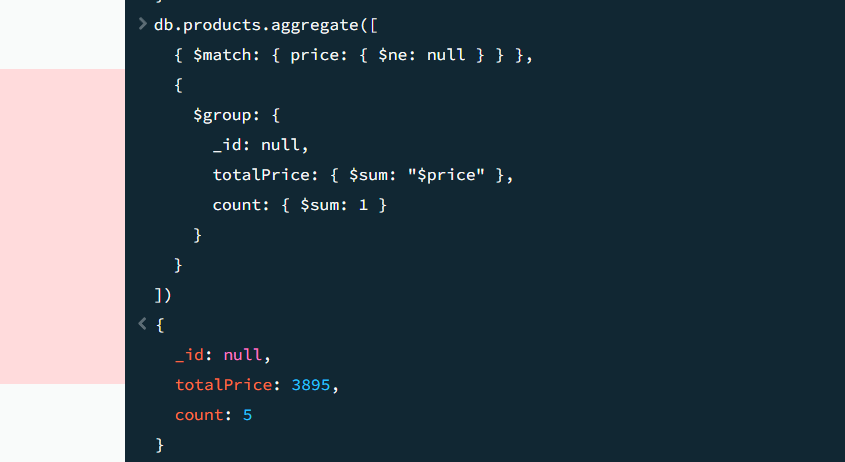 > db.products.aggregate([
{ $match: { price: { $ne: null } } },
{
$group: {
_id: null,
totalPrice: { $sum: "$price" },
count: { $sum: 1 }
}
}
])
< {
_id: null,
totalPrice: 3895,
count: 5
}